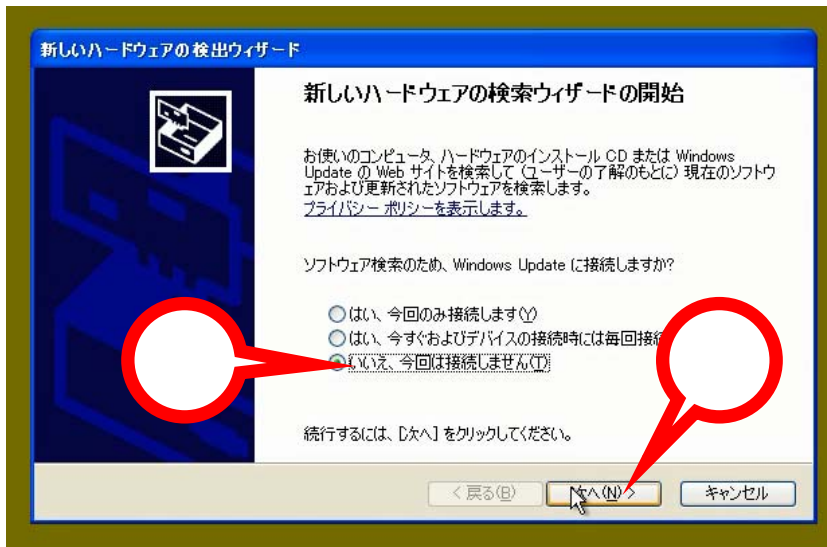 新しいハードウェアの検出ウィザード
新しいハードウェアの検索ウィザードの開始
お使いのコンピュータ、ハードウェアのインストール CD または Windows
Update の Web サイトを検索して (ユーザーの了解のもとに) 現在のソフトウ
ェアおよび更新されたソフトウェアを検索します。
プライバシー ポリシーを表示します。
ソフトウェア検索のため、Windows Update に接続しますか?
はい、今回のみ接続します(Y)
はい、今すぐおよびデバイスの接続時には毎回接
いいえ、今回は接続しません(T)
続行するには、[次へ] をクリックしてください。
< 戻る(B)
次へ(N) >
キャンセル